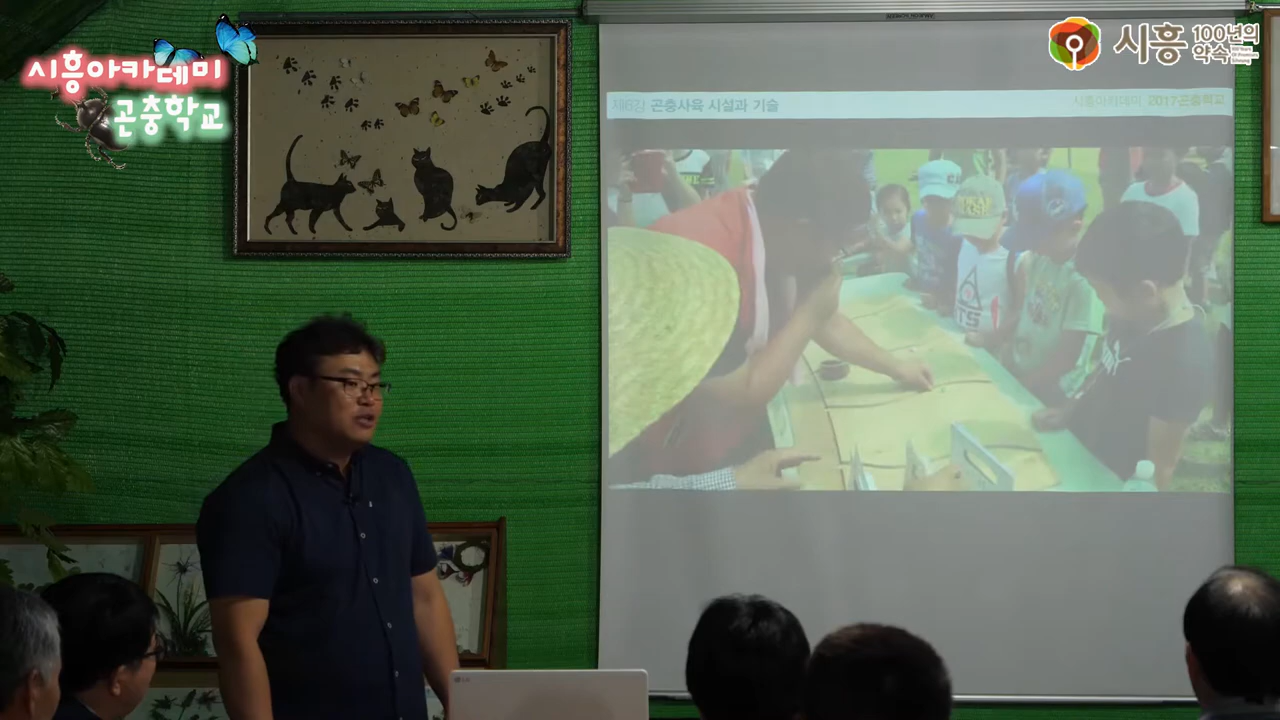 시흥아카데미
곤충학교
시흥 100년의
약속
제6강 곤충사육 시설과 기술
시흥아카데미 2017곤충학교
LG